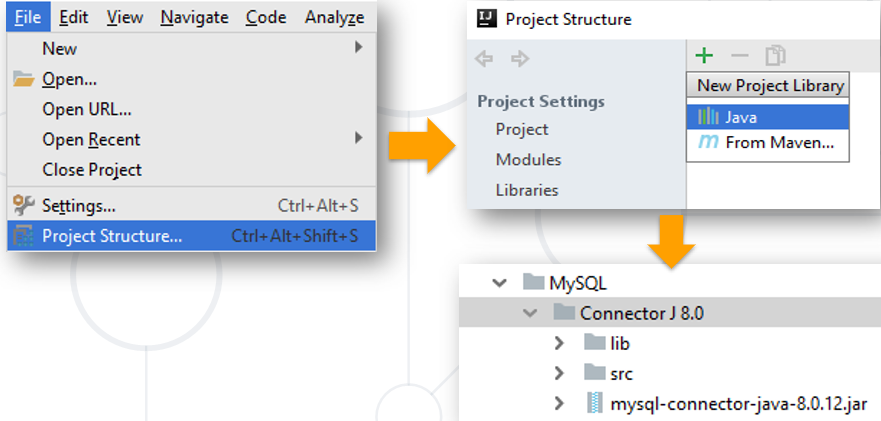 File Edit View Navigate Code Analyze
New
Open...
Open URL...
Open Recent
Close Project
Settings... Ctrl+Alt+S
Project Structure... Ctrl+Alt+Shift+S
IJ Project Structure
Project Settings
Project
Modules
Libraries
New Project Library
Java
m From Maven...
MySQL
Connector J 8.0
lib
src
mysql-connector-java-8.0.12.jar